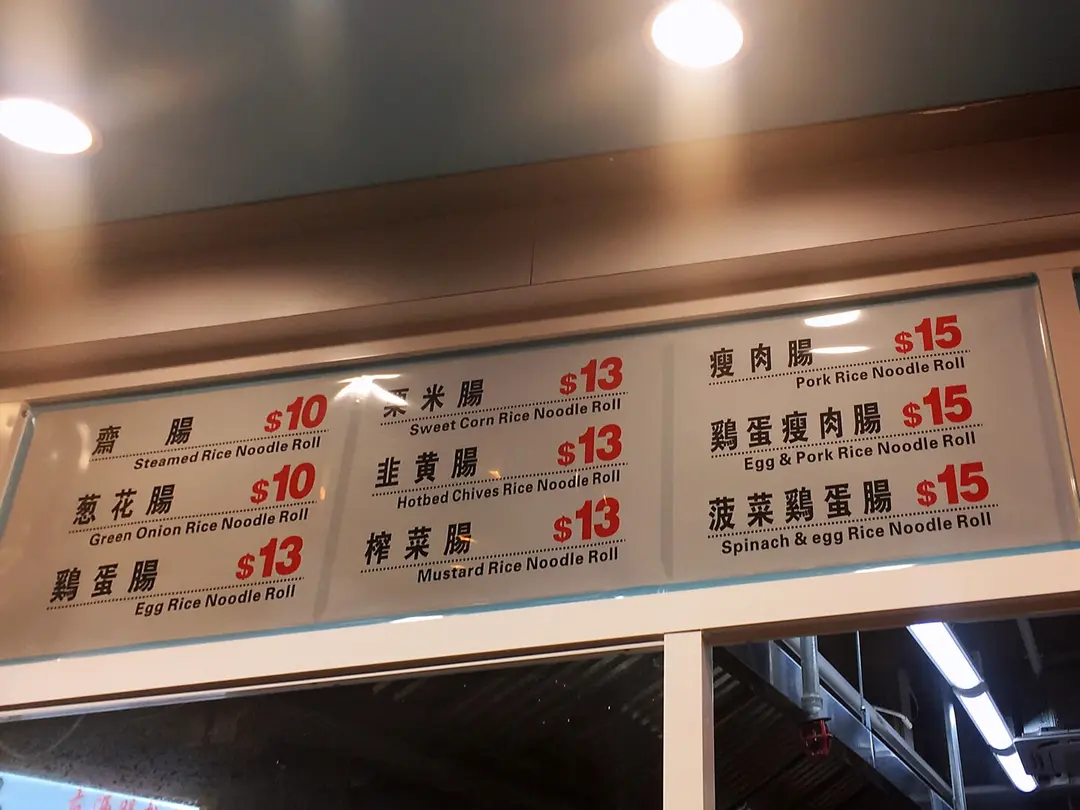 齋腸 $10
Steamed Rice Noodle Roll
葱花腸 $10
Green Onion Rice Noodle Roll
鷄蛋腸 $13
Egg Rice Noodle Roll
粟米腸 $13
Sweet Corn Rice Noodle Roll
韭黄腸 $13
Hotbed Chives Rice Noodle Roll
榨菜腸 $13
Mustard Rice Noodle Roll
瘦肉腸 $15
Pork Rice Noodle Roll
鷄蛋瘦肉腸 $15
Egg & Pork Rice Noodle Roll
菠菜鷄蛋腸 $15
Spinach & egg Rice Noodle Roll